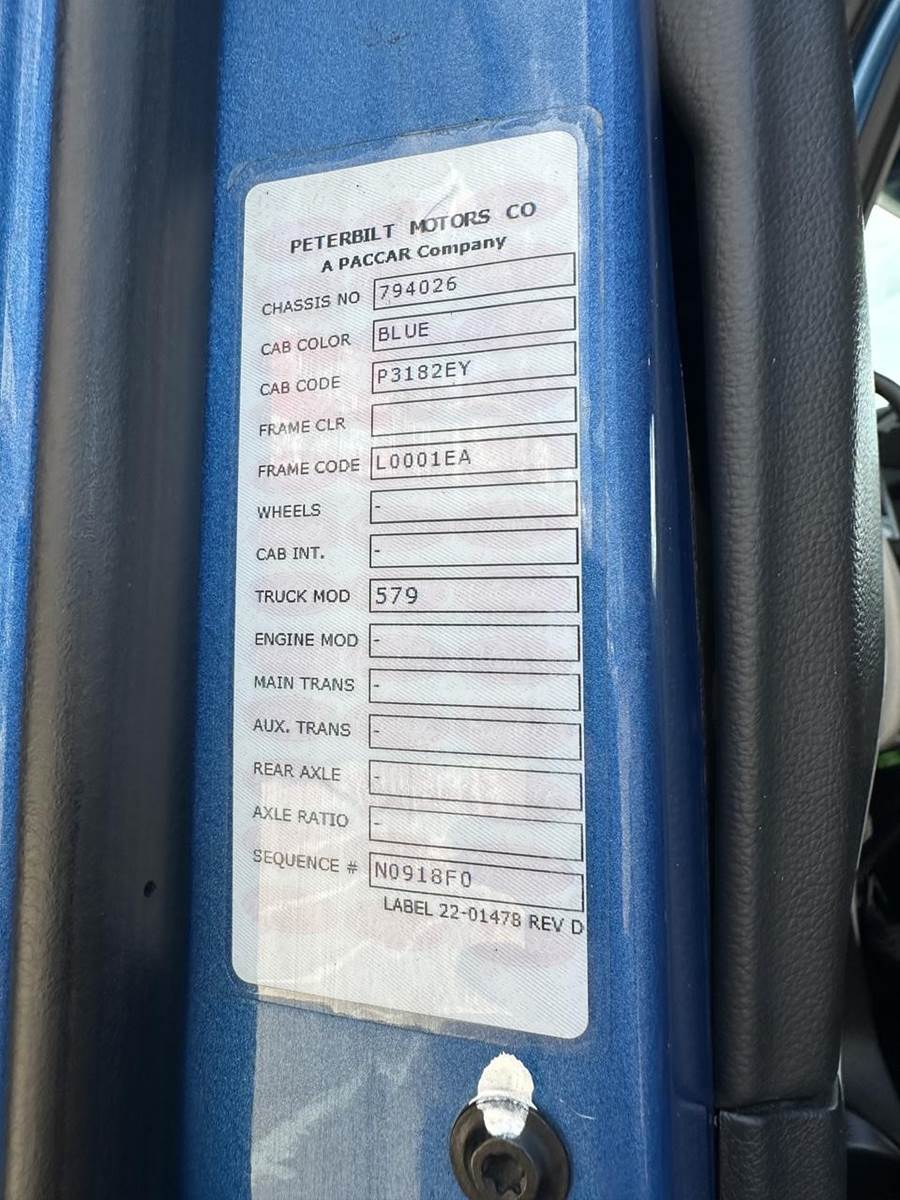 PETERBILT MOTORS CO
A PACCAR Company
CHASSIS NO 794026
CAB COLOR BLUE
CAB CODE P3182EY
FRAME CLR
FRAME CODE L0001EA
WHEELS -
CAB INT. -
TRUCK MOD 579
ENGINE MOD -
MAIN TRANS -
AUX. TRANS -
REAR AXLE -
AXLE RATIO -
SEQUENCE # N0918F0
LABEL 22-01478 REV D